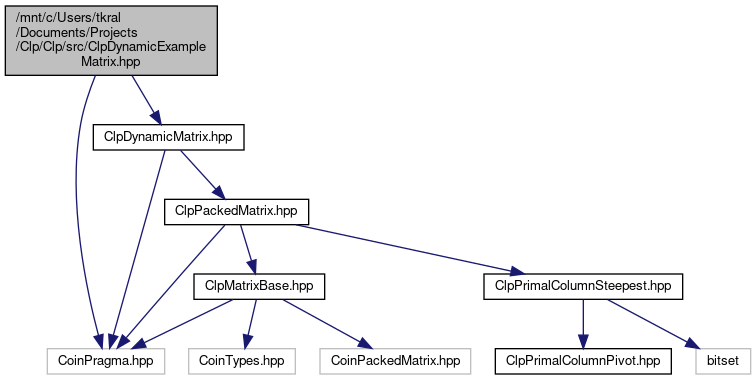 /mnt/c/Users/tkral
/Documents/Projects
/Clp/Clp/src/ClpDynamicExample
Matrix.hpp
ClpDynamicMatrix.hpp
ClpPackedMatrix.hpp
ClpMatrixBase.hpp
ClpPrimalColumnSteepest.hpp
CoinPragma.hpp
CoinTypes.hpp
CoinPackedMatrix.hpp
ClpPrimalColumnPivot.hpp
bitset